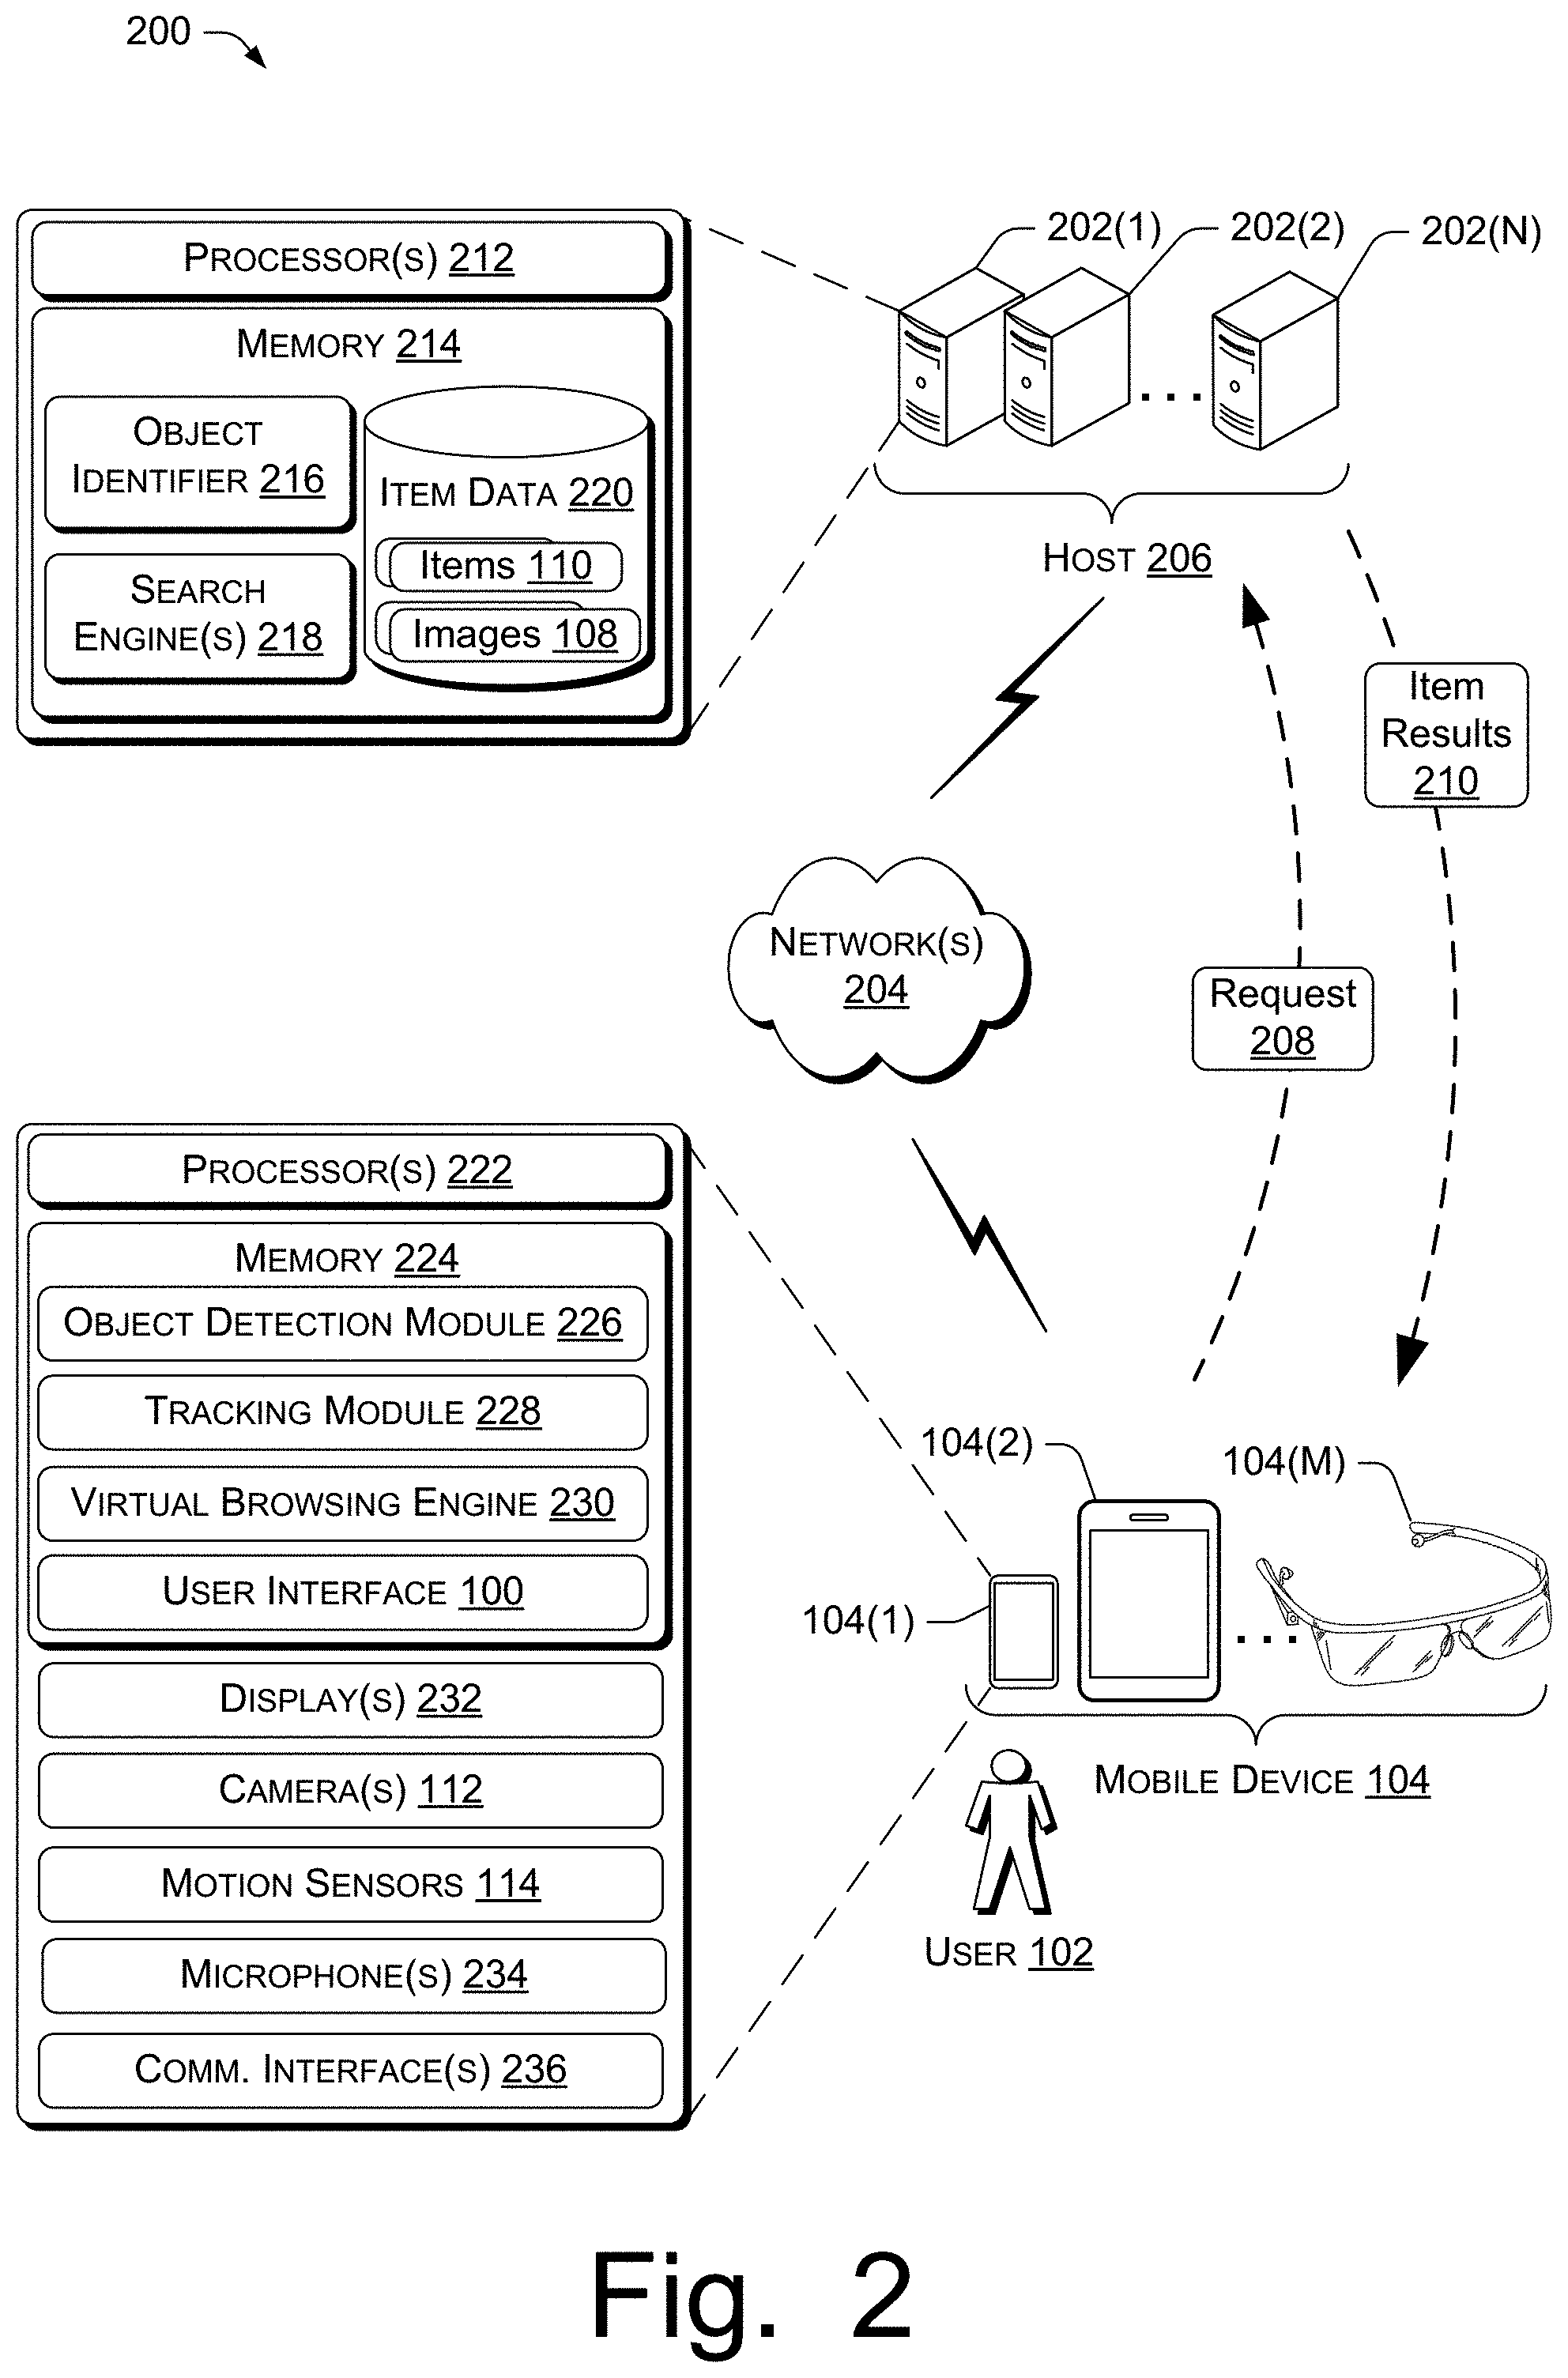 200
202(1)
202(2)
202(N)
PROCESSOR(S) 212
MEMORY 214
OBJECT
IDENTIFIER 216
SEARCH
ENGINE(S) 218
ITEM DATA 220
Items 110
Images 108
HOST 206
Item
Results
210
NETWORK(S)
204
Request
208
PROCESSOR(S) 222
MEMORY 224
OBJECT DETECTION MODULE 226
TRACKING MODULE 228
VIRTUAL BROWSING ENGINE 230
USER INTERFACE 100
DISPLAY(S) 232
CAMERA(S) 112
MOTION SENSORS 114
MICROPHONE(S) 234
COMM. INTERFACE(S) 236
104(2)
104(M)
104(1)
MOBILE DEVICE 104
USER 102
Fig. 2